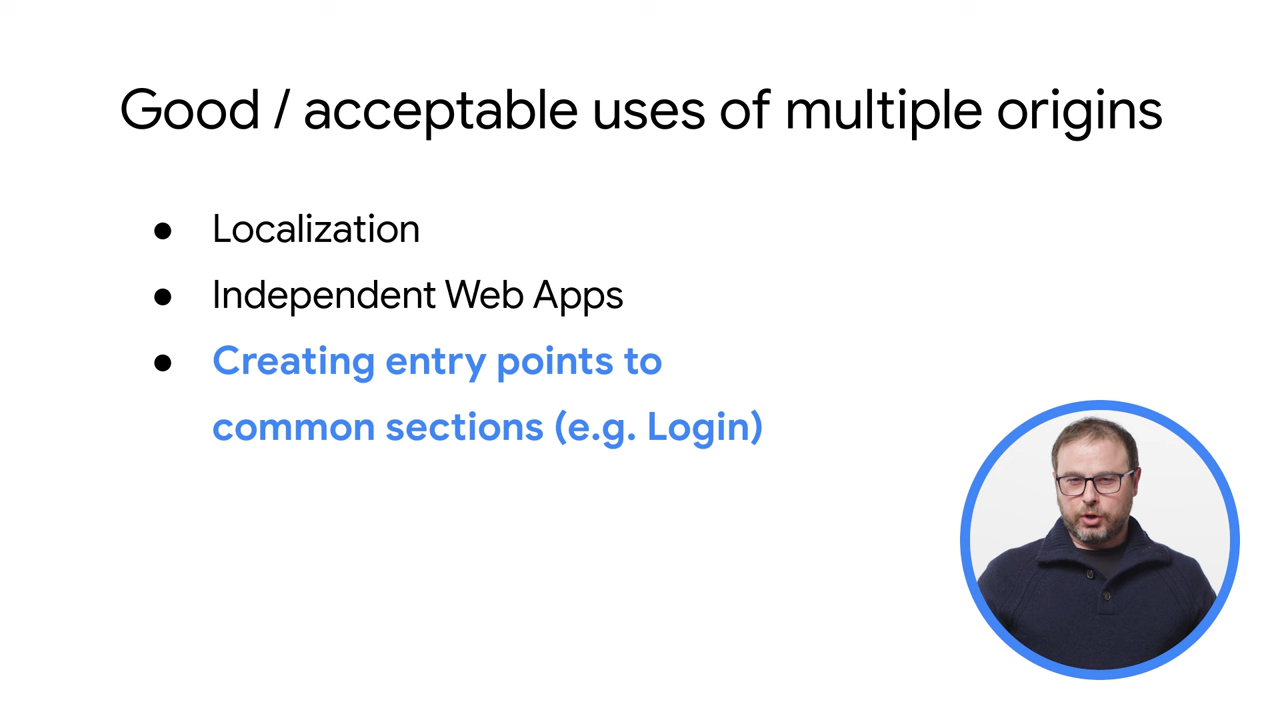 Good / acceptable uses of multiple origins
● Localization
● Independent Web Apps
● Creating entry points to
common sections (e.g. Login)